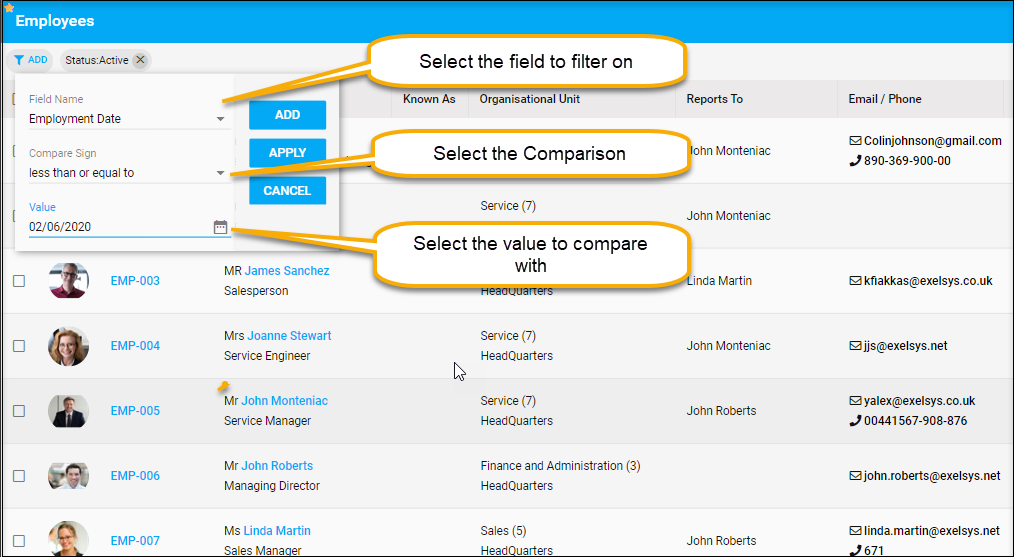 Employees
ADD
Status:Active
Select the field to filter on
Field Name
Employment Date
ADD
Known As
Organisational Unit
Reports To
Email / Phone
Compare Sign
less than or equal to
APPLY
Select the Comparison
John Monteniac
Colinjohnson@gmail.com
890-369-900-00
CANCEL
Value
02/06/2020
Service (7)
John Monteniac
Select the value to compare
with
EMP-003
MR James Sanchez
Salesperson
HeadQuarters
Linda Martin
kfiakkas@exelsys.co.uk
EMP-004
Mrs Joanne Stewart
Service Engineer
Service (7)
HeadQuarters
John Monteniac
jjs@exelsys.net
EMP-005
Mr John Monteniac
Service Manager
Service (7)
HeadQuarters
John Roberts
yalex@exelsys.co.uk
00441567-908-876
EMP-006
Mr John Roberts
Managing Director
Finance and Administration (3)
HeadQuarters
john.roberts@exelsys.net
EMP-007
Ms Linda Martin
Sales Manager
Sales (5)
HeadQuarters
John Roberts
linda.martin@exelsys.net
671